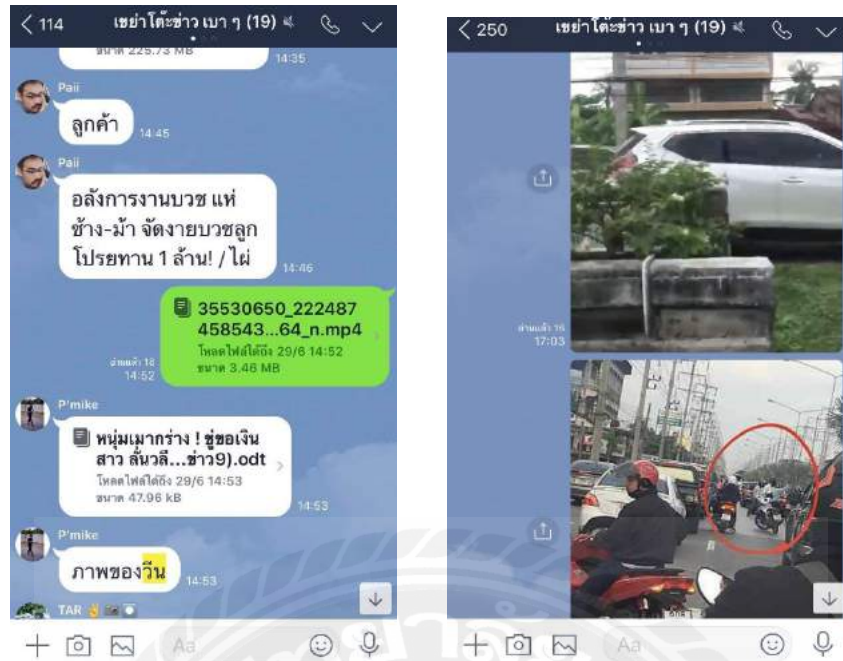 114 เขย่าโต๊ะข่าว เบา ๆ (19)
ขนาด 225.73 MB
14:35
Paii
ลูกค้า
14:45
Paii
อลังการงานบวช แห่
ช้าง-ม้า จัดงายบวชลูก
โปรยทาน 1 ล้าน! / ไผ่
14:46
35530650_222487
458543...64_n.mp4
โหลดไฟล์ได้ถึง 29/6 14:52
ขนาด 3.46 MB
อ่านแล้ว 18
14:52
P'mike
หนุ่มเมากร่าง ! ขู่ขอเงิน
สาว ลั่นวลี...ข่าว9).odt
โหลดไฟล์ได้ถึง 29/6 14:53
ขนาด 47.96 kB
14:53
P'mike
ภาพของวีน
14:53
TAR
Aa
250 เขย่าโต๊ะข่าว เบา ๆ (19)
อ่านแล้ว 16
17:03
Aa